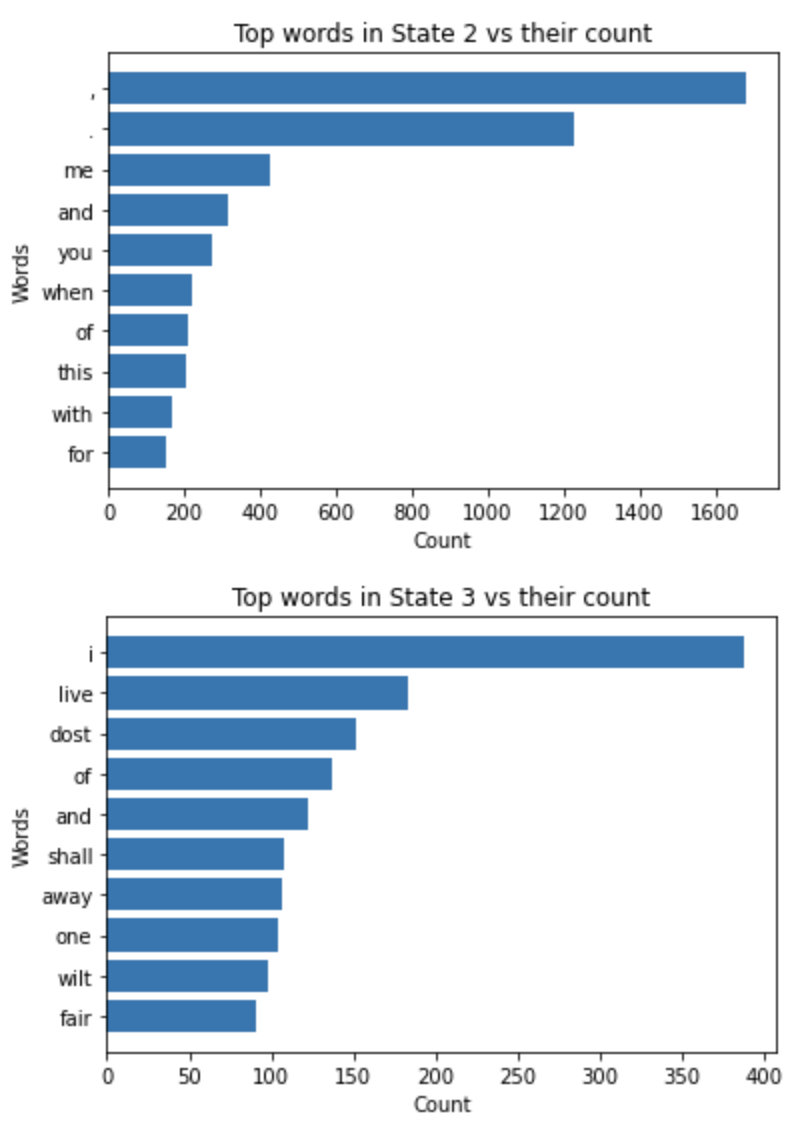 Top words in State 2 vs their count
,
.
me
and
you
when
of
this
with
for
Words
0 200 400 600 800 1000 1200 1400 1600
Count
Top words in State 3 vs their count
i
live
dost
of
and
shall
away
one
wilt
fair
Words
0 50 100 150 200 250 300 350 400
Count